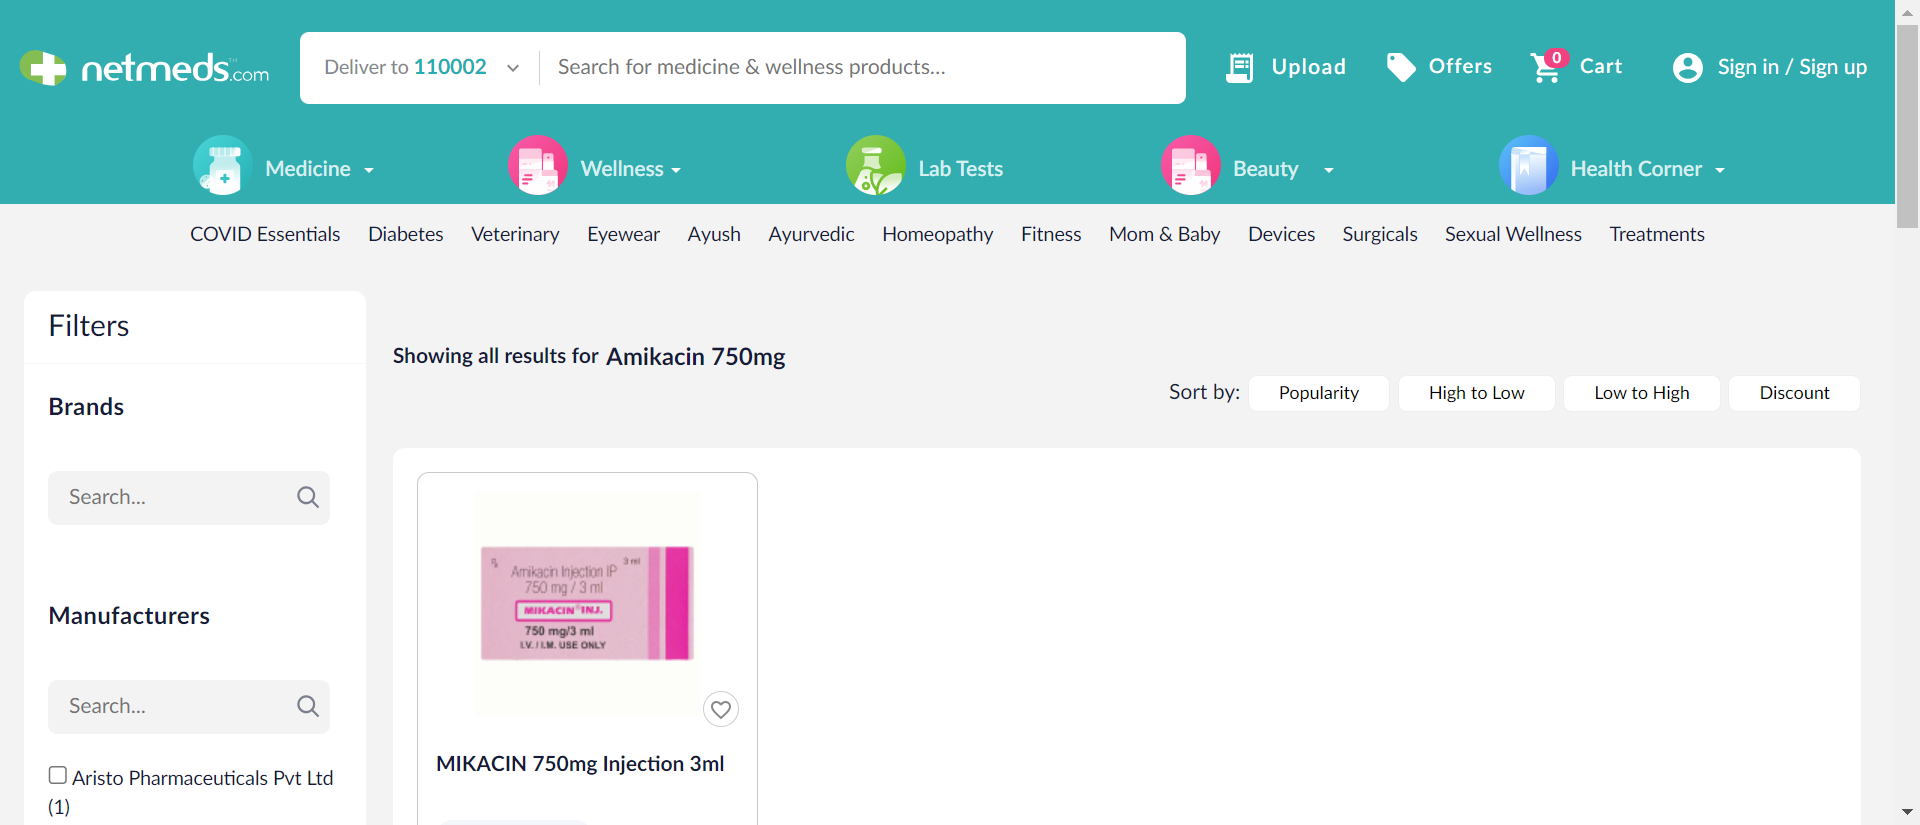 netmeds.com
Deliver to 110002
Search for medicine & wellness products...
Upload
Offers
0
Cart
Sign in / Sign up
Medicine
Wellness
Lab Tests
Beauty
Health Corner
COVID Essentials Diabetes Veterinary Eyewear Ayush Ayurvedic Homeopathy Fitness Mom & Baby Devices Surgicals Sexual Wellness Treatments
Filters
Brands
Search...
Manufacturers
Search...
Aristo Pharmaceuticals Pvt Ltd
(1)
Showing all results for Amikacin 750mg
Sort by: Popularity High to Low Low to High Discount
3 ml
Amikacin Injection IP
750 mg / 3 ml
MIKACIN® INJ.
750 mg/3 ml
I.V. / I.M. USE ONLY
MIKACIN 750mg Injection 3ml